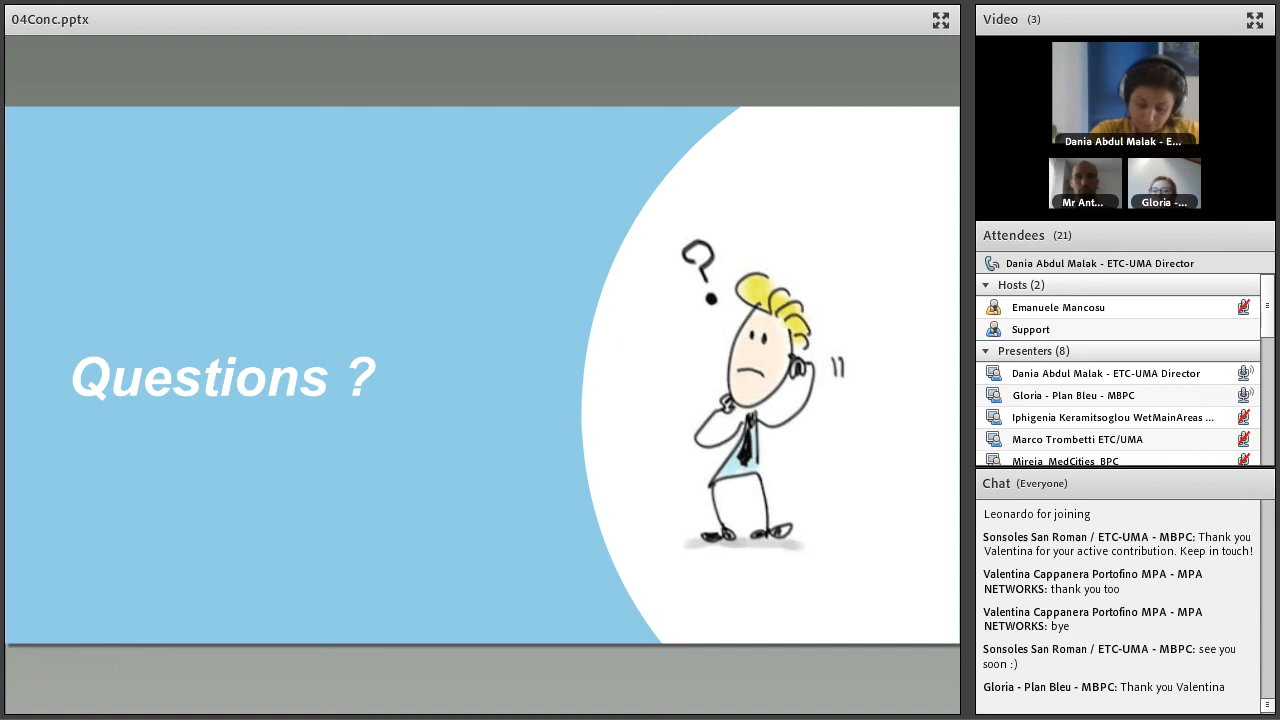 04Conc.pptx
Questions ?
Video (3)
Dania Abdul Malak - E...
Mr Ant...
Gloria -...
Attendees (21)
Dania Abdul Malak - ETC-UMA Director
Hosts (2)
Emanuele Mancosu
Support
Presenters (8)
Dania Abdul Malak - ETC-UMA Director
Gloria - Plan Bleu - MBPC
Iphigenia Keramitsoglou WetMainAreas ...
Marco Trombetti ETC/UMA
Mireia_MedCities_BPC
Chat (Everyone)
Leonardo for joining
Sonsoles San Roman / ETC-UMA - MBPC: Thank you
Valentina for your active contribution. Keep in touch!
Valentina Cappanera Portofino MPA - MPA
NETWORKS: thank you too
Valentina Cappanera Portofino MPA - MPA
NETWORKS: bye
Sonsoles San Roman / ETC-UMA - MBPC: see you
soon :)
Gloria - Plan Bleu - MBPC: Thank you Valentina